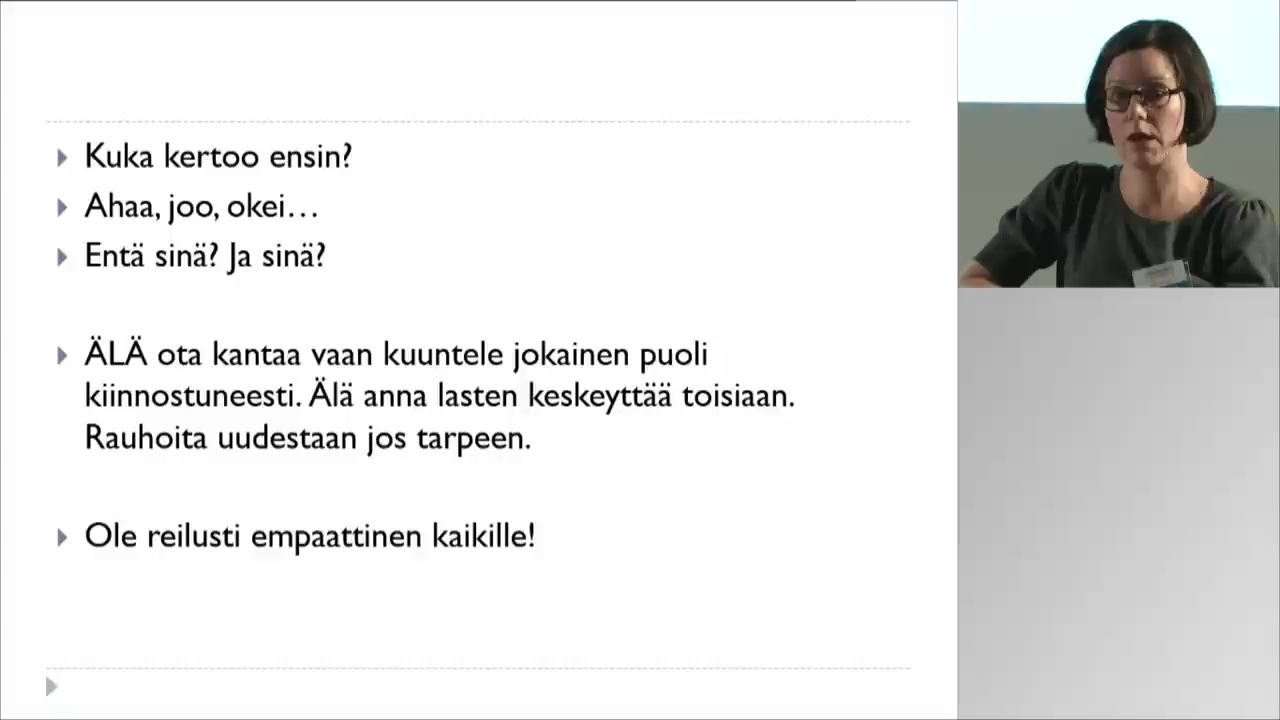 Kuka kertoo ensin?
Ahaa, joo, okei…
Entä sinä? Ja sinä?
ÄLÄ ota kantaa vaan kuuntele jokainen puoli
kiinnostuneesti. Älä anna lasten keskeyttää toisiaan.
Rauhoita uudestaan jos tarpeen.
Ole reilusti empaattinen kaikille!